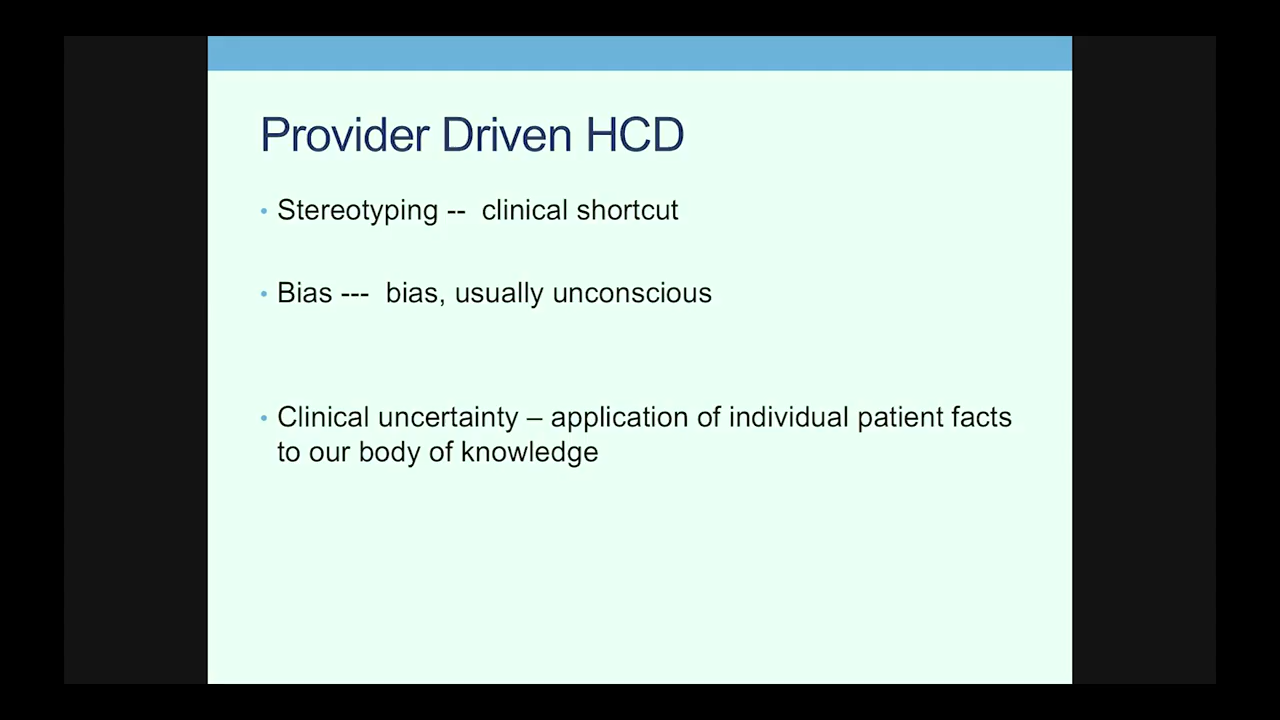 Provider Driven HCD
• Stereotyping --  clinical shortcut
• Bias ---  bias, usually unconscious
• Clinical uncertainty – application of individual patient facts
to our body of knowledge